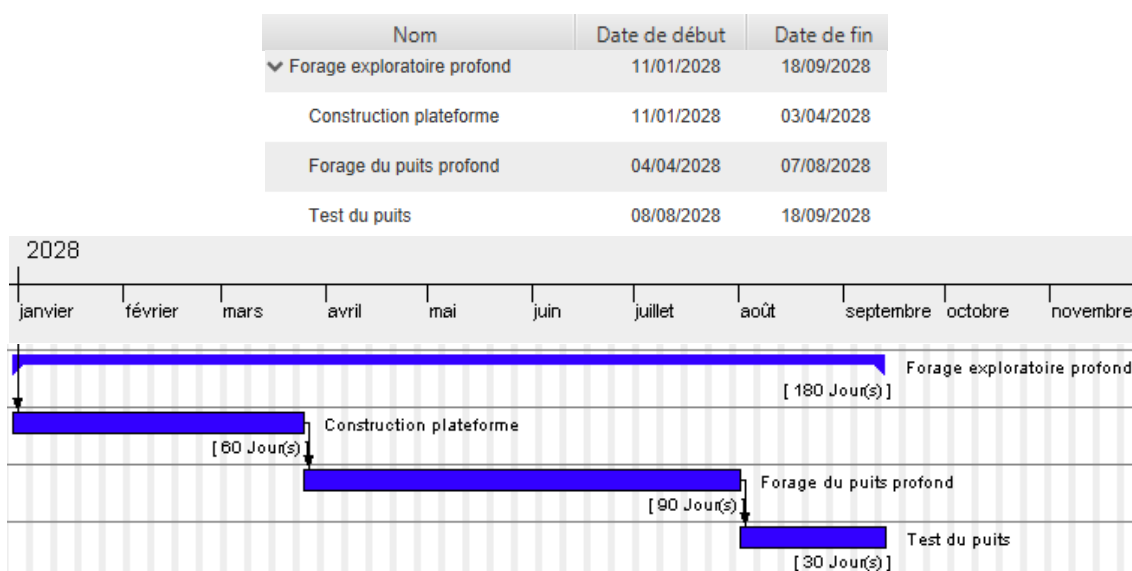 Nom Date de début Date de fin
Forage exploratoire profond 11/01/2028 18/09/2028
Construction plateforme 11/01/2028 03/04/2028
Forage du puits profond 04/04/2028 07/08/2028
Test du puits 08/08/2028 18/09/2028
2028
janvier février mars avril mai juin juillet août septembre octobre novembre
Forage exploratoire profond
[ 180 Jour(s) ]
Construction plateforme
[ 60 Jour(s) ]
Forage du puits profond
[ 90 Jour(s) ]
Test du puits
[ 30 Jour(s) ]